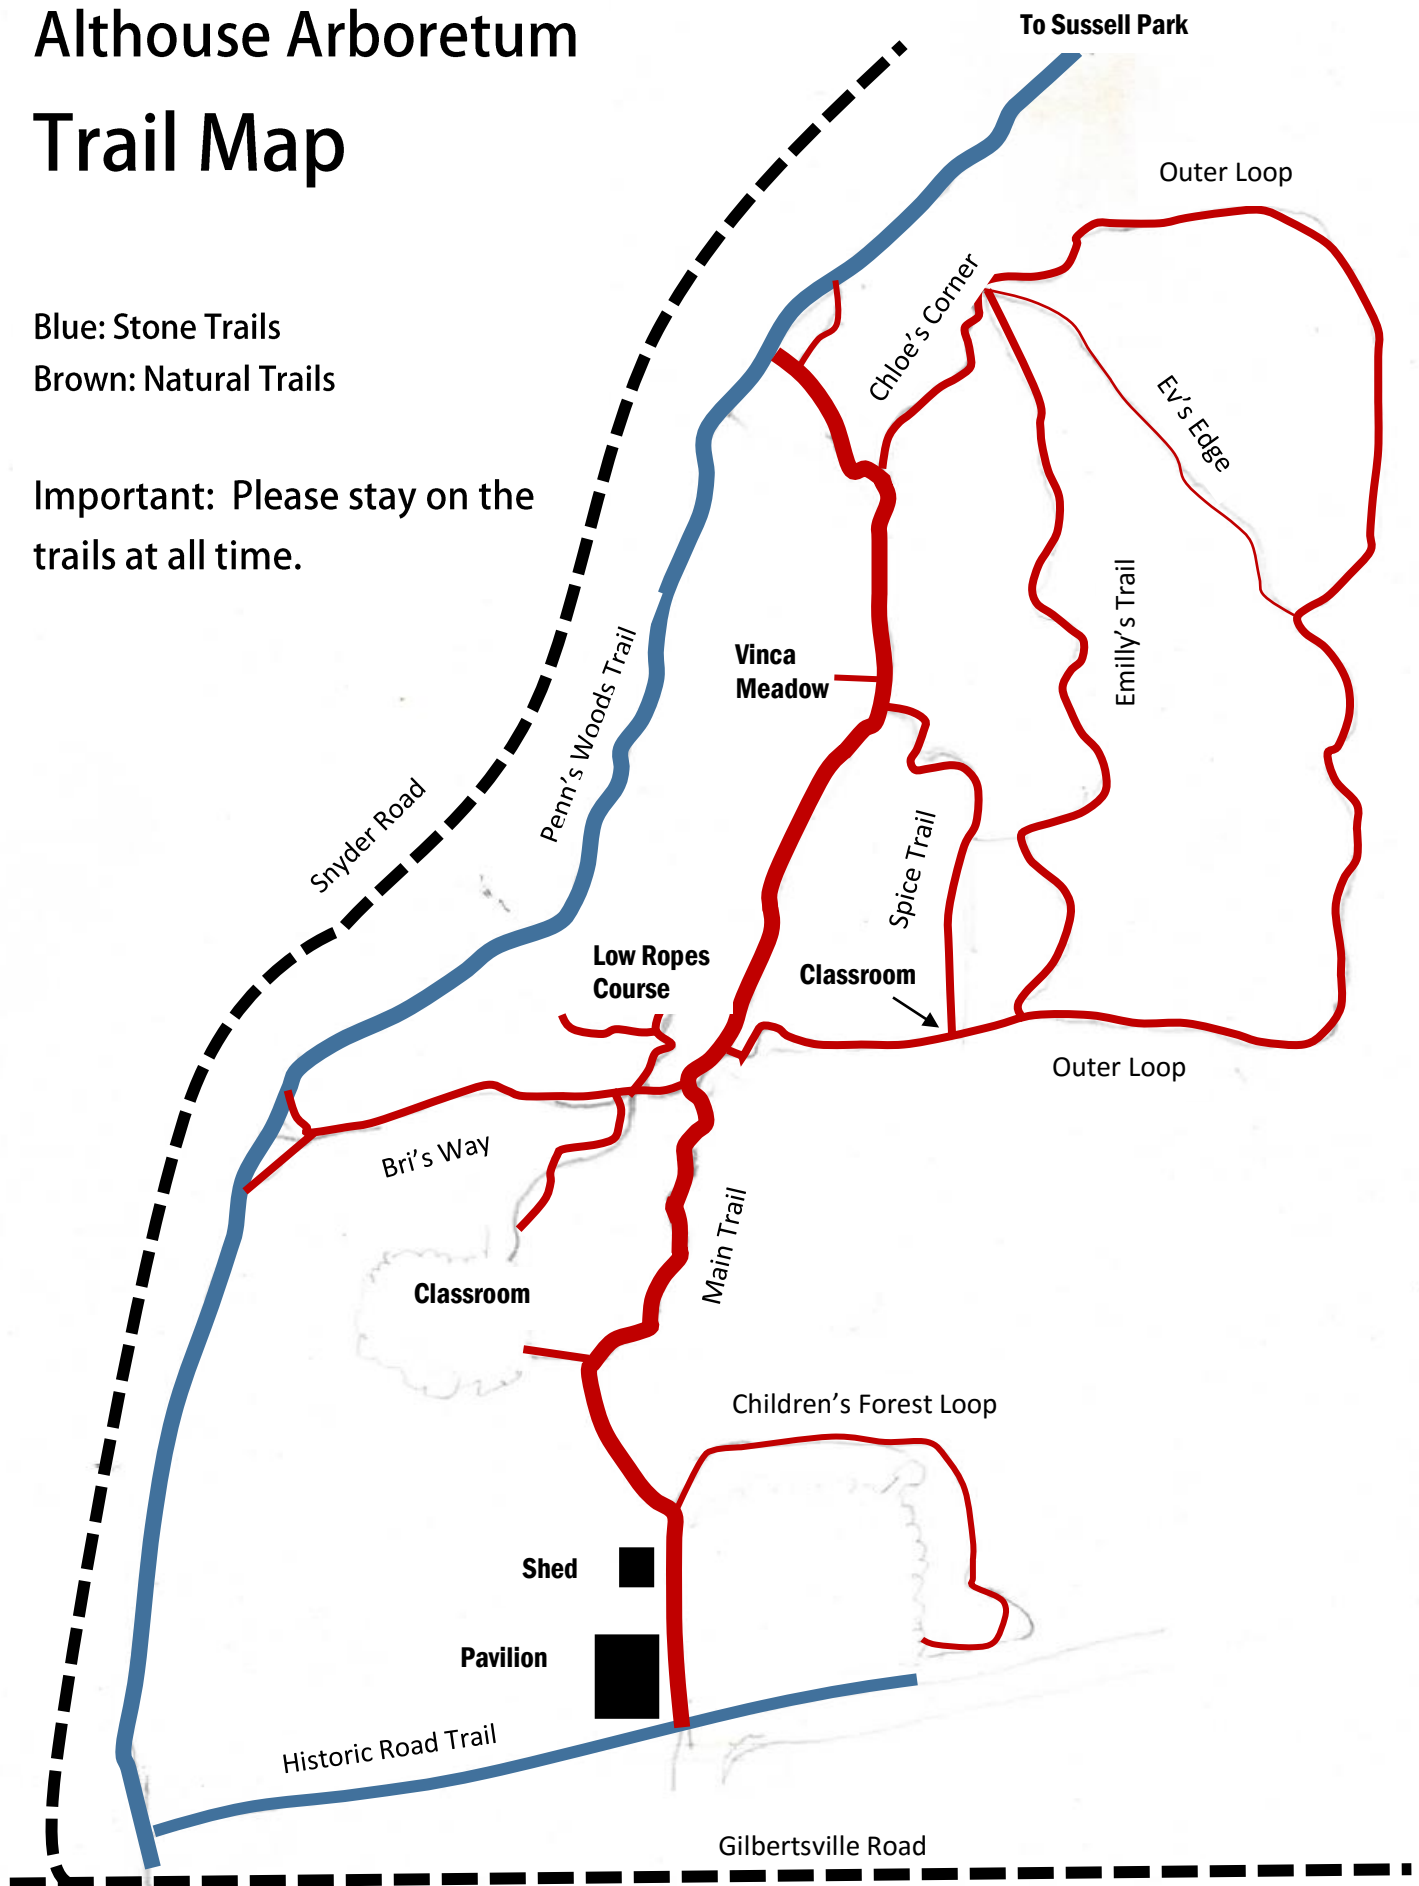 Althouse Arboretum
Trail Map
To Sussell Park
Outer Loop
Blue: Stone Trails
Brown: Natural Trails
Chloe's Corner
Ev's Edge
Important:  Please stay on the
trails at all time.
Emilly's Trail
Vinca
Meadow
Penn's Woods Trail
Snyder Road
Spice Trail
Low Ropes
Course
Classroom
Outer Loop
Bri's Way
Main Trail
Classroom
Children's Forest Loop
Shed
Pavilion
Historic Road Trail
Gilbertsville Road